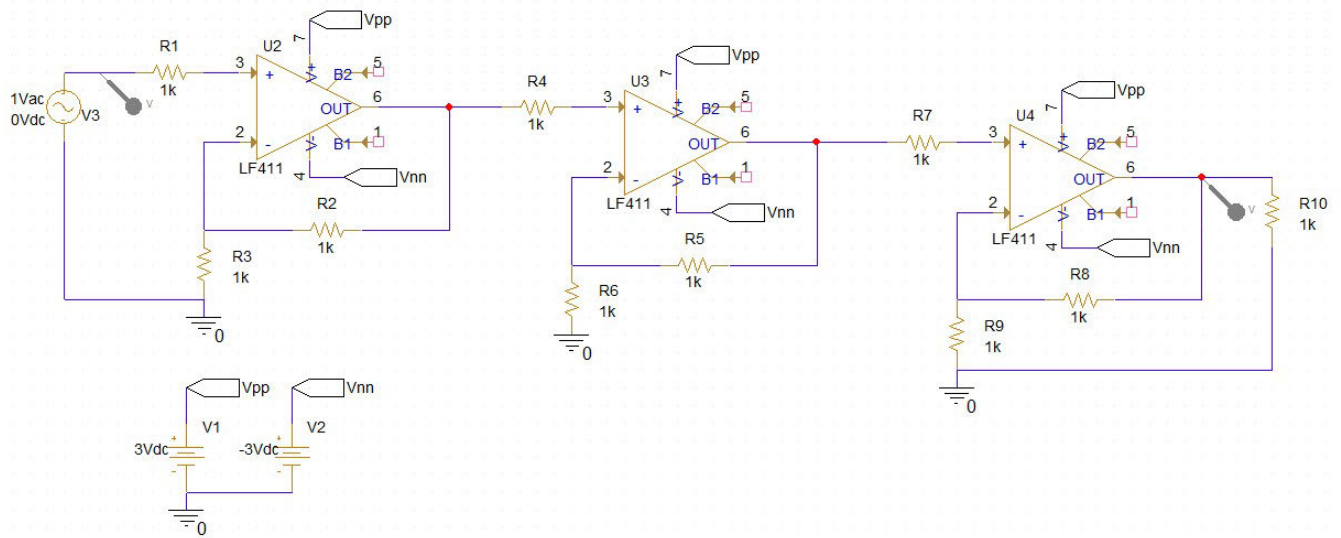 Vpp
7
R1
U2
3
+
V+
B2
5
1k
1Vac
0Vdc
V3
OUT
6
2
-
V-
B1
1
LF411
4
Vnn
R2
1k
R3
1k
0
R4
1k
Vpp
7
U3
3
+
V+
B2
5
OUT
6
2
-
V-
B1
1
LF411
4
Vnn
R5
1k
R6
1k
0
R7
1k
Vpp
7
U4
3
+
V+
B2
5
OUT
6
2
-
V-
B1
1
LF411
4
Vnn
R8
1k
R9
1k
0
R10
1k
V
V
Vpp
Vnn
V1
V2
+
+
3Vdc
-3Vdc
-
-
0